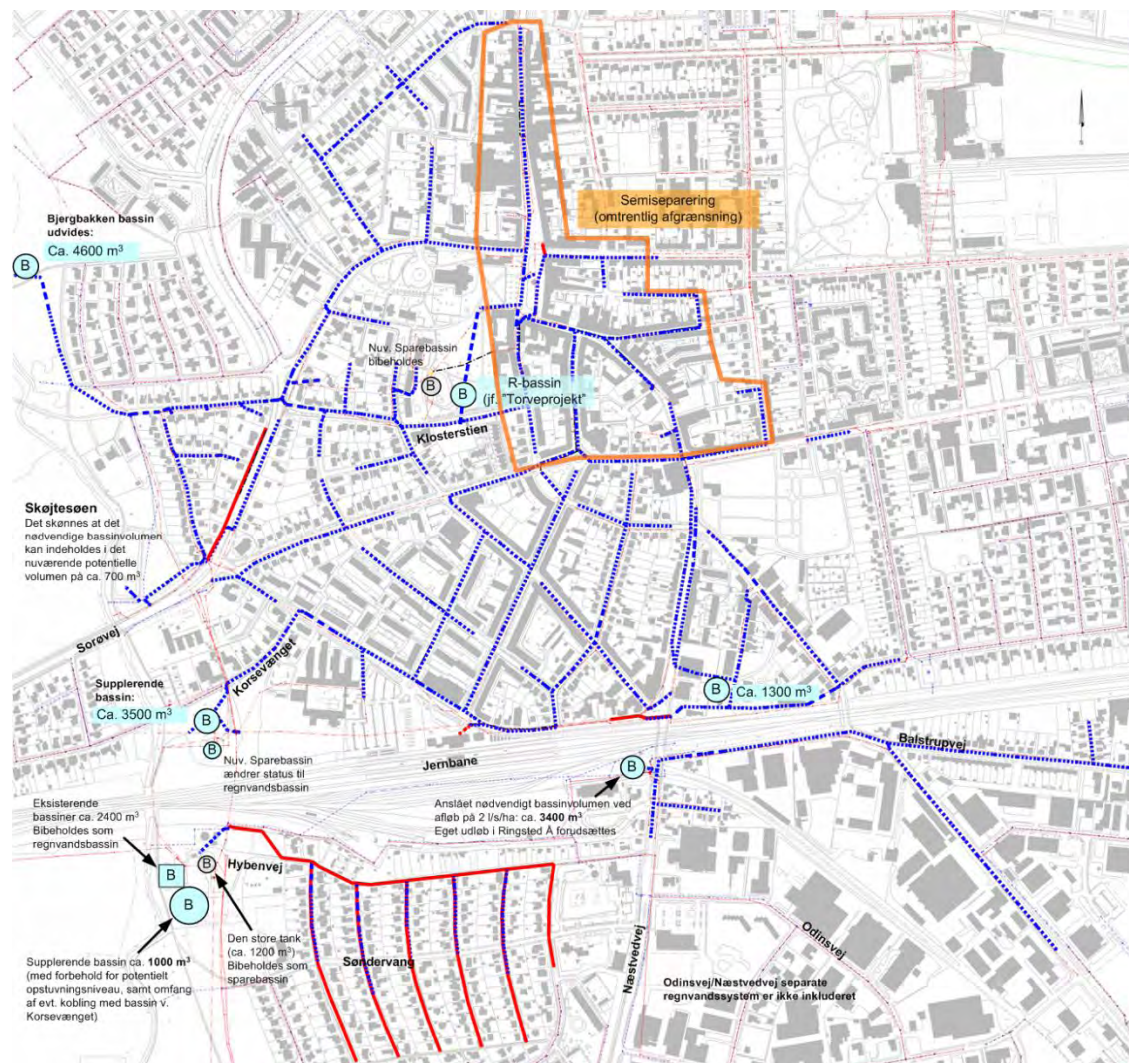 Semiseparering
(omtrentlig afgrænsning)
Bjergbakken bassin
udvides:
Ca. 4600 m³
B
Nuv. Sparebassin
bibeholdes
B
B
R-bassin
(jf. "Torveprojekt"
Klosterstien
Skøjtesøen
Det skønnes at det
nødvendige bassinvolumen
kan indeholdes i det
nuværende potentielle
volumen på ca. 700 m³.
Sorøvej
Korsevænget
Supplerende
bassin:
Ca. 3500 m³
B
B
Nuv. Sparebassin
ændrer status til
regnvandsbassin
B
Ca. 1300 m³
Balstrupvej
Jernbane
B
Anslået nødvendigt bassinvolumen ved
afløb på 2 l/s/ha: ca. 3400 m³
Eget udløb i Ringsted Å forudsættes
Eksisterende
bassiner ca. 2400 m³
Bibeholdes som
regnvandsbassin
B
B
B
Hybenvej
Supplerende bassin ca. 1000 m³
(med forbehold for potentielt
opstuvningsniveau, samt omfang
af evt. kobling med bassin v.
Korsevænget)
Den store tank
(ca. 1200 m³)
Bibeholdes som
sparebassin
Søndervang
Næstvedvej
Odinsvej
Odinsvej/Næstvedvej separate
regnvandssystem er ikke inkluderet